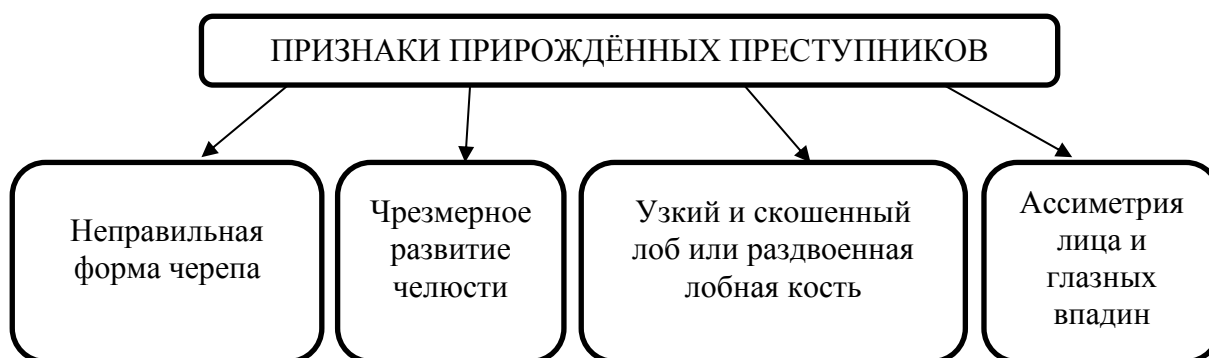 ПРИЗНАКИ ПРИРОЖДЁННЫХ ПРЕСТУПНИКОВ
Неправильная
форма черепа
Чрезмерное
развитие
челюсти
Узкий и скошенный
лоб или раздвоенная
лобная кость
Ассиметрия
лица и
глазных
впадин